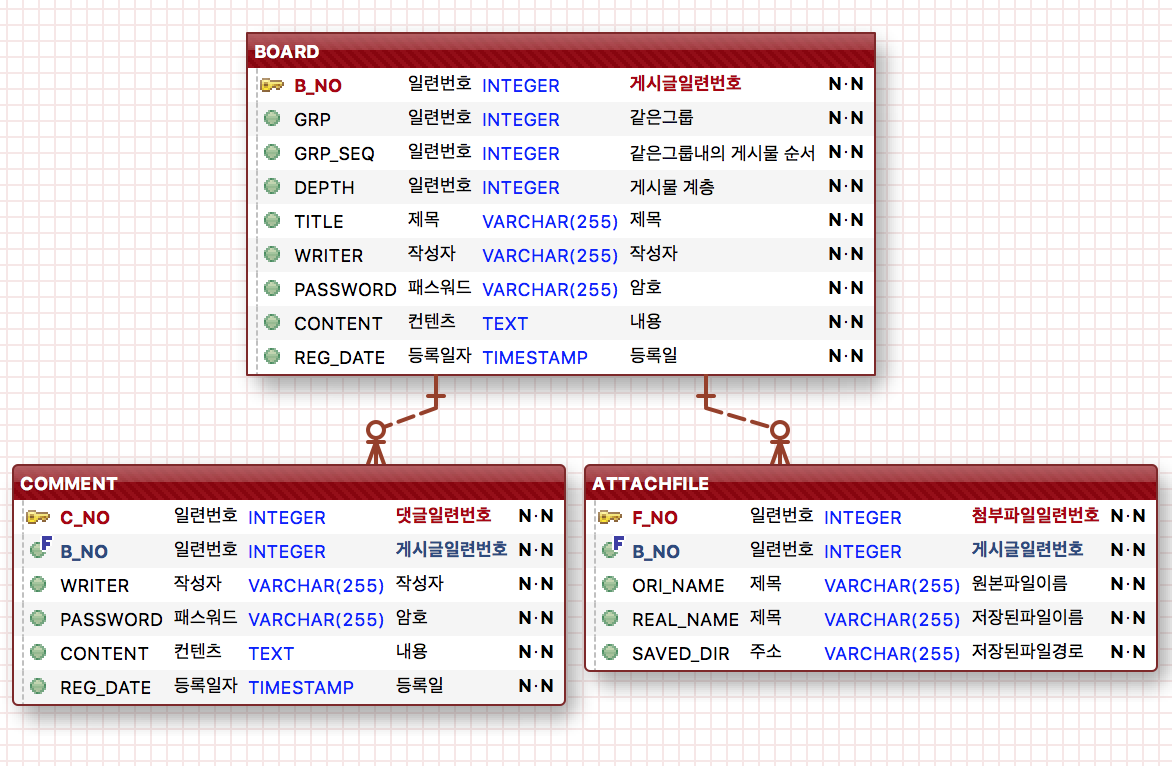 BOARD
B_NO 일련번호 INTEGER 게시글일련번호 N·N
GRP 일련번호 INTEGER 같은그룹 N·N
GRP_SEQ 일련번호 INTEGER 같은그룹내의 게시물 순서 N·N
DEPTH 일련번호 INTEGER 게시물 계층 N·N
TITLE 제목 VARCHAR(255) 제목 N·N
WRITER 작성자 VARCHAR(255) 작성자 N·N
PASSWORD 패스워드 VARCHAR(255) 암호 N·N
CONTENT 컨텐츠 TEXT 내용 N·N
REG_DATE 등록일자 TIMESTAMP 등록일 N·N
COMMENT
C_NO 일련번호 INTEGER 댓글일련번호 N·N
F B_NO 일련번호 INTEGER 게시글일련번호 N·N
WRITER 작성자 VARCHAR(255) 작성자 N·N
PASSWORD 패스워드 VARCHAR(255) 암호 N·N
CONTENT 컨텐츠 TEXT 내용 N·N
REG_DATE 등록일자 TIMESTAMP 등록일 N·N
ATTACHFILE
F_NO 일련번호 INTEGER 첨부파일일련번호 N·N
F B_NO 일련번호 INTEGER 게시글일련번호 N·N
ORI_NAME 제목 VARCHAR(255) 원본파일이름 N·N
REAL_NAME 제목 VARCHAR(255) 저장된파일이름 N·N
SAVED_DIR 주소 VARCHAR(255) 저장된파일경로 N·N